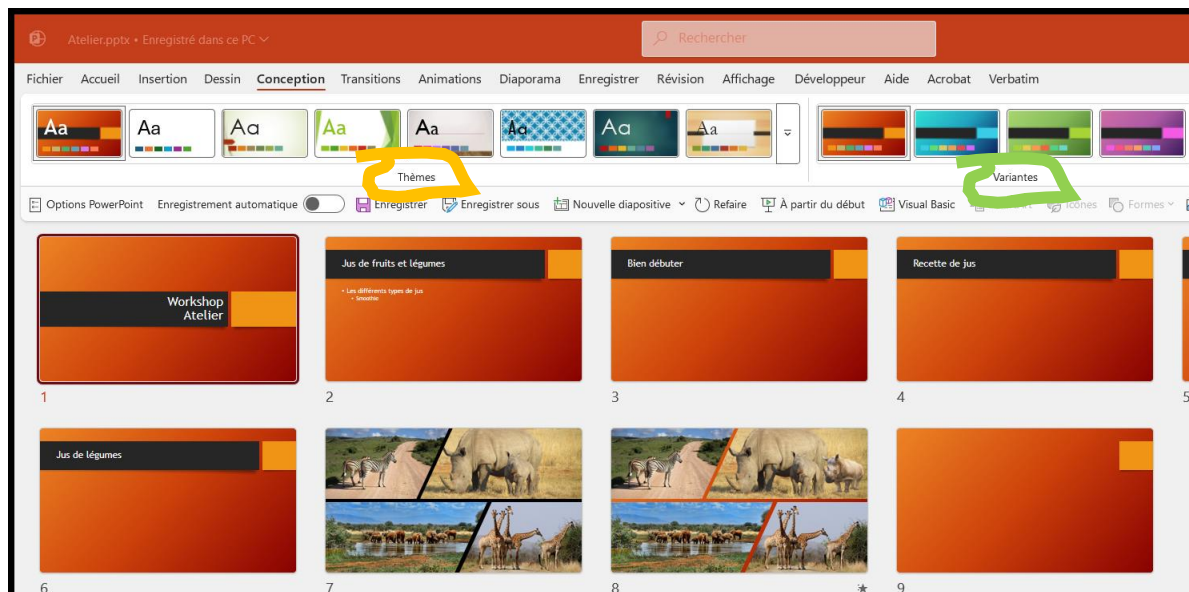 Atelier.pptx • Enregistré dans ce PC
Rechercher
Fichier Accueil Insertion Dessin Conception Transitions Animations Diaporama Enregistrer Révision Affichage Développeur Aide Acrobat Verbatim
Aa Aa Aa Aa Aa Aa Aa Aa
Thèmes Variantes
Options PowerPoint Enregistrement automatique Enregistrer Enregistrer sous Nouvelle diapositive Refaire À partir du début Visual Basic Icônes Formes
Workshop
Atelier
1
Jus de fruits et légumes
• Les différents types de jus
• Smoothie
2
Bien débuter
3
Recette de jus
4
5
Jus de légumes
6
7
8
9